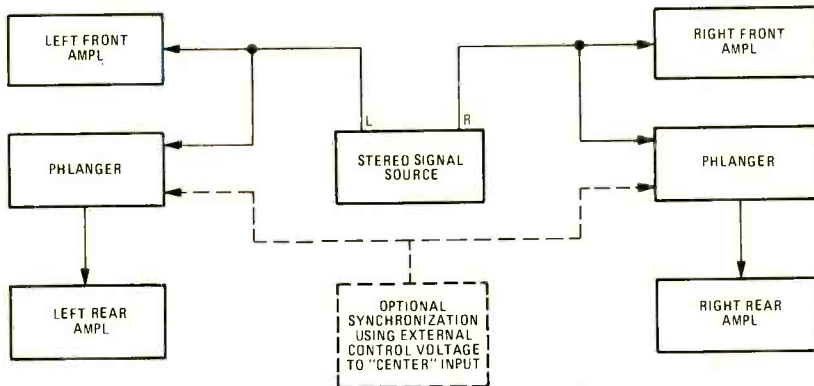 LEFT FRONT
AMPL
RIGHT FRONT
AMPL
L
R
PHLANGER
STEREO SIGNAL
SOURCE
PHLANGER
LEFT REAR
AMPL
OPTIONAL
SYNCHRONIZATION
USING EXTERNAL
CONTROL VOLTAGE
TO "CENTER" INPUT
RIGHT REAR
AMPL